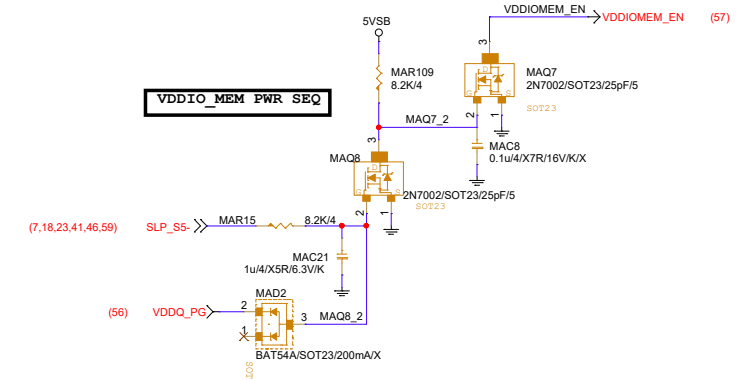 VDDIOMEM_EN
VDDIOMEM_EN (57)
5VSB
3
D
G S
MAQ7
2N7002/SOT23/25pF/5
SOT23
2 1
MAR109
8.2K/4
VDDIO_MEM PWR SEQ
MAQ7_2
MAC8
0.1u/4/X7R/16V/K/X
3
MAQ8
D
G S
2N7002/SOT23/25pF/5
SOT23
2 1
(7,18,23,41,46,59) SLP_S5- MAR15 8.2K/4
MAC21
1u/4/X5R/6.3V/K
MAD2
(56) VDDQ_PG 2 3 MAQ8_2
1
BAT54A/SOT23/200mA/X
SOT